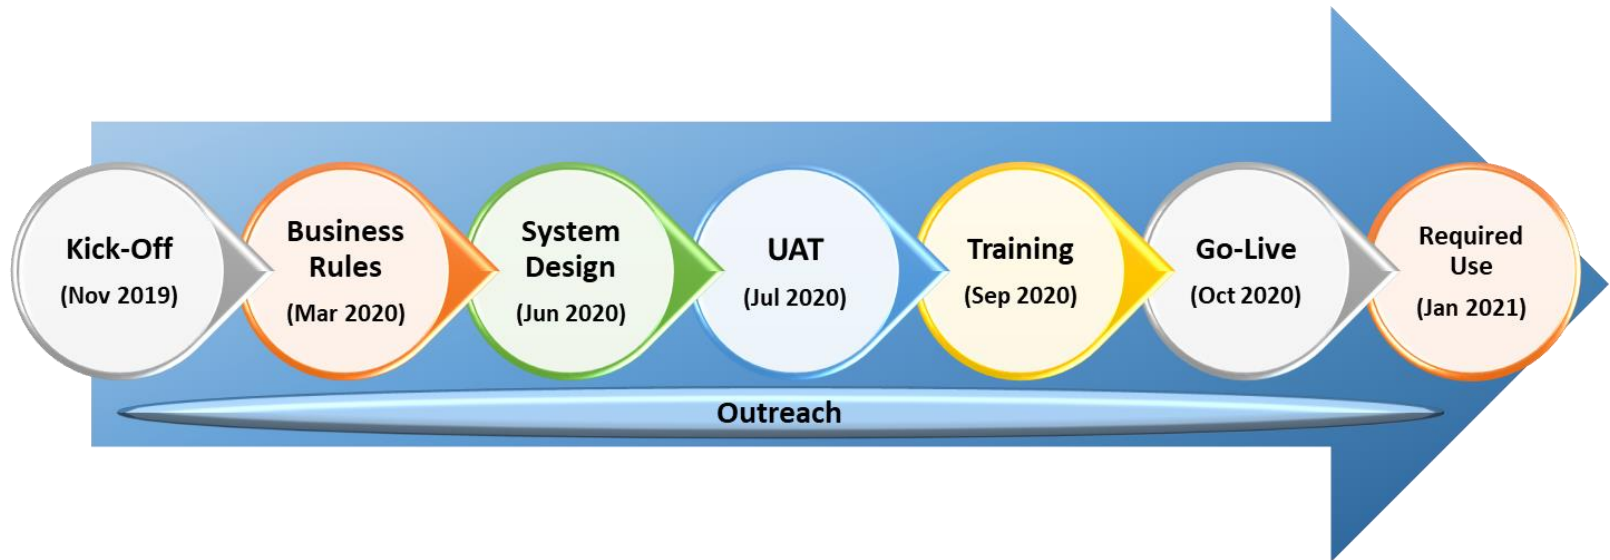 Kick-Off
(Nov 2019)
Business
Rules
(Mar 2020)
System
Design
(Jun 2020)
UAT
(Jul 2020)
Training
(Sep 2020)
Go-Live
(Oct 2020)
Required
Use
(Jan 2021)
Outreach